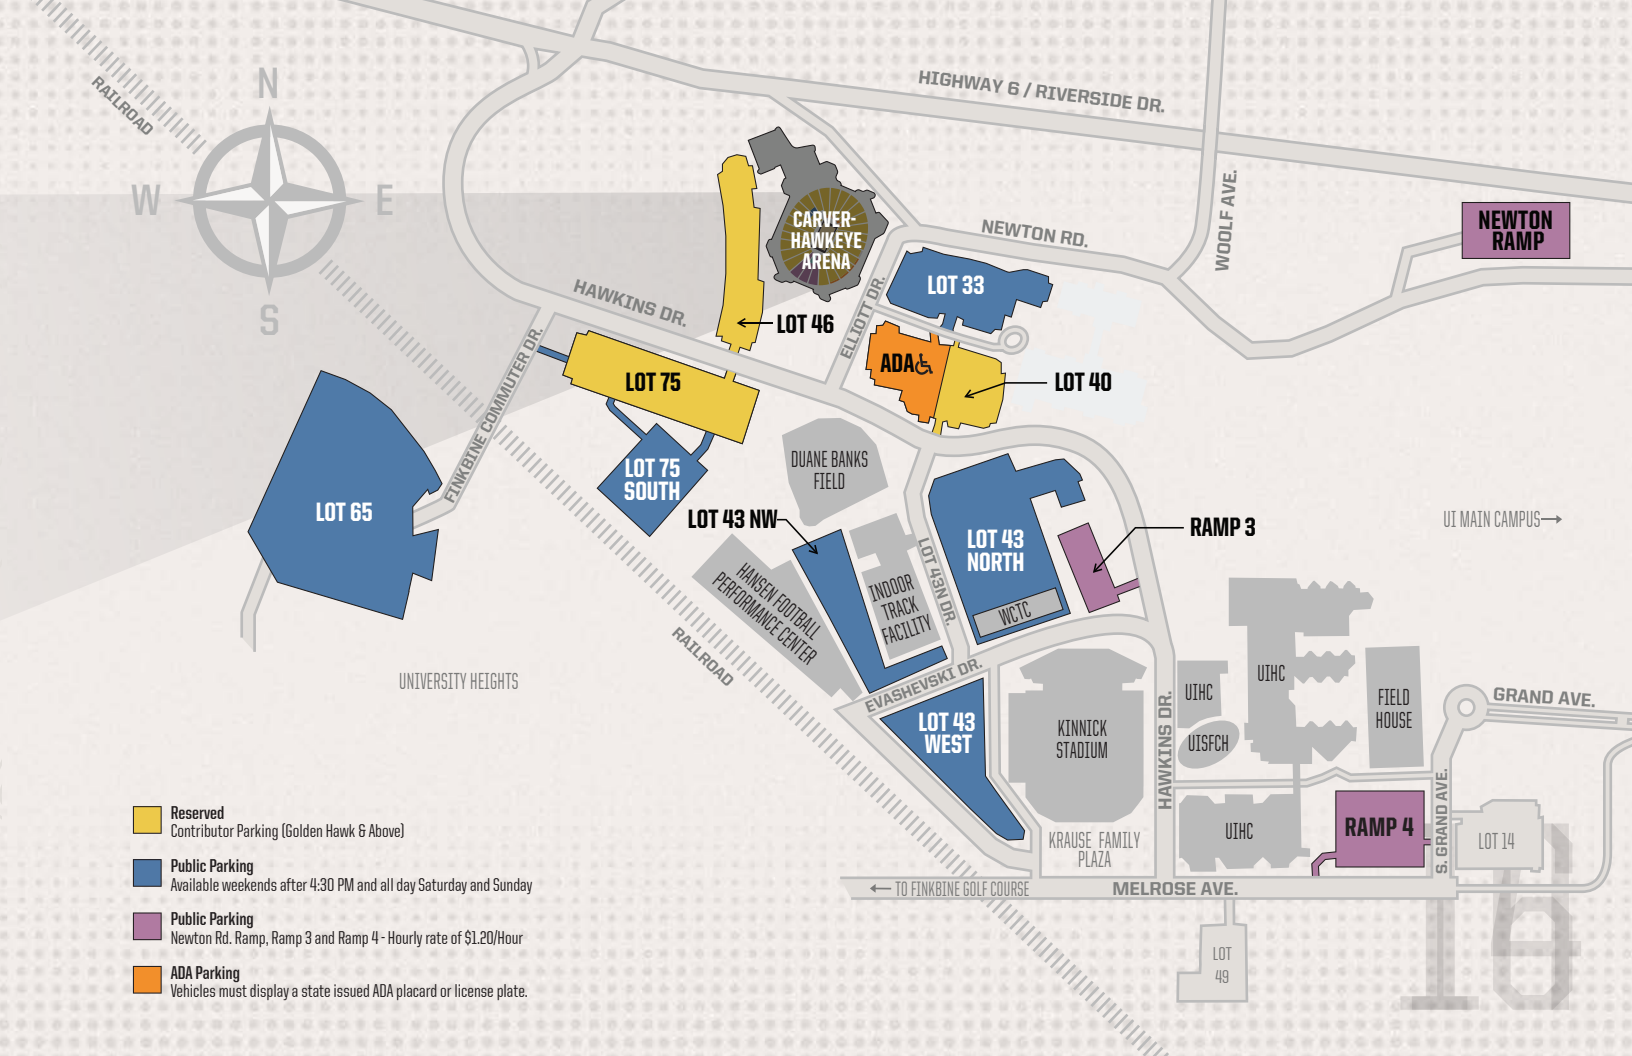 N
W
E
S
RAILROAD
HIGHWAY 6 / RIVERSIDE DR.
WOOLF AVE.
NEWTON
RAMP
CARVER-
HAWKEYE
ARENA
NEWTON RD.
LOT 33
HAWKINS DR.
LOT 46
ELLIOTT DR.
ADA
LOT 40
FINKBINE COMMUTER DR.
LOT 75
LOT 75
SOUTH
LOT 65
DUANE BANKS
FIELD
LOT 43 NW
HANSEN FOOTBALL
PERFORMANCE CENTER
INDOOR
TRACK
FACILITY
LOT 43N DR.
LOT 43
NORTH
WCTC
RAMP 3
UI MAIN CAMPUS
RAILROAD
UNIVERSITY HEIGHTS
EVASHEVSKI DR.
LOT 43
WEST
KINNICK
STADIUM
KRAUSE FAMILY
PLAZA
HAWKINS DR.
UIHC
UISFCH
UIHC
FIELD
HOUSE
GRAND AVE.
UIHC
RAMP 4
S. GRAND AVE.
LOT 14
TO FINKBINE GOLF COURSE
MELROSE AVE.
LOT
49
Reserved
Contributor Parking (Golden Hawk & Above)
Public Parking
Available weekends after 4:30 PM and all day Saturday and Sunday
Public Parking
Newton Rd. Ramp, Ramp 3 and Ramp 4 - Hourly rate of $1.20/Hour
ADA Parking
Vehicles must display a state issued ADA placard or license plate.